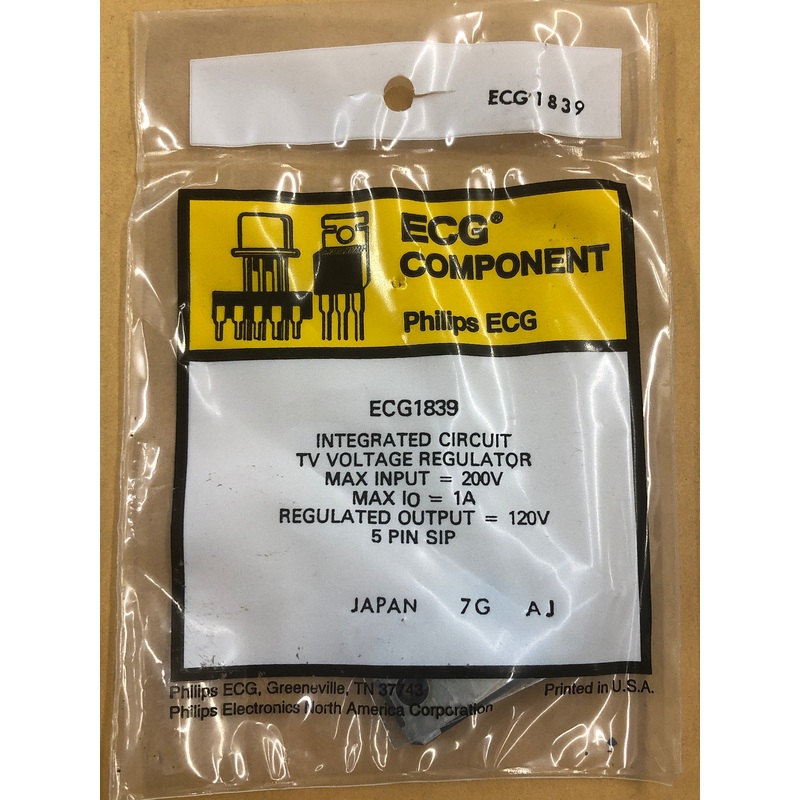 ECG 1839
ECG®
COMPONENT
Philips ECG
ECG1839
INTEGRATED CIRCUIT
TV VOLTAGE REGULATOR
MAX INPUT = 200V
MAX IO = 1A
REGULATED OUTPUT = 120V
5 PIN SIP
JAPAN 7G AJ
Philips ECG, Greeneville, TN 37743 Printed in U.S.A.
Philips Electronics North America Corporation